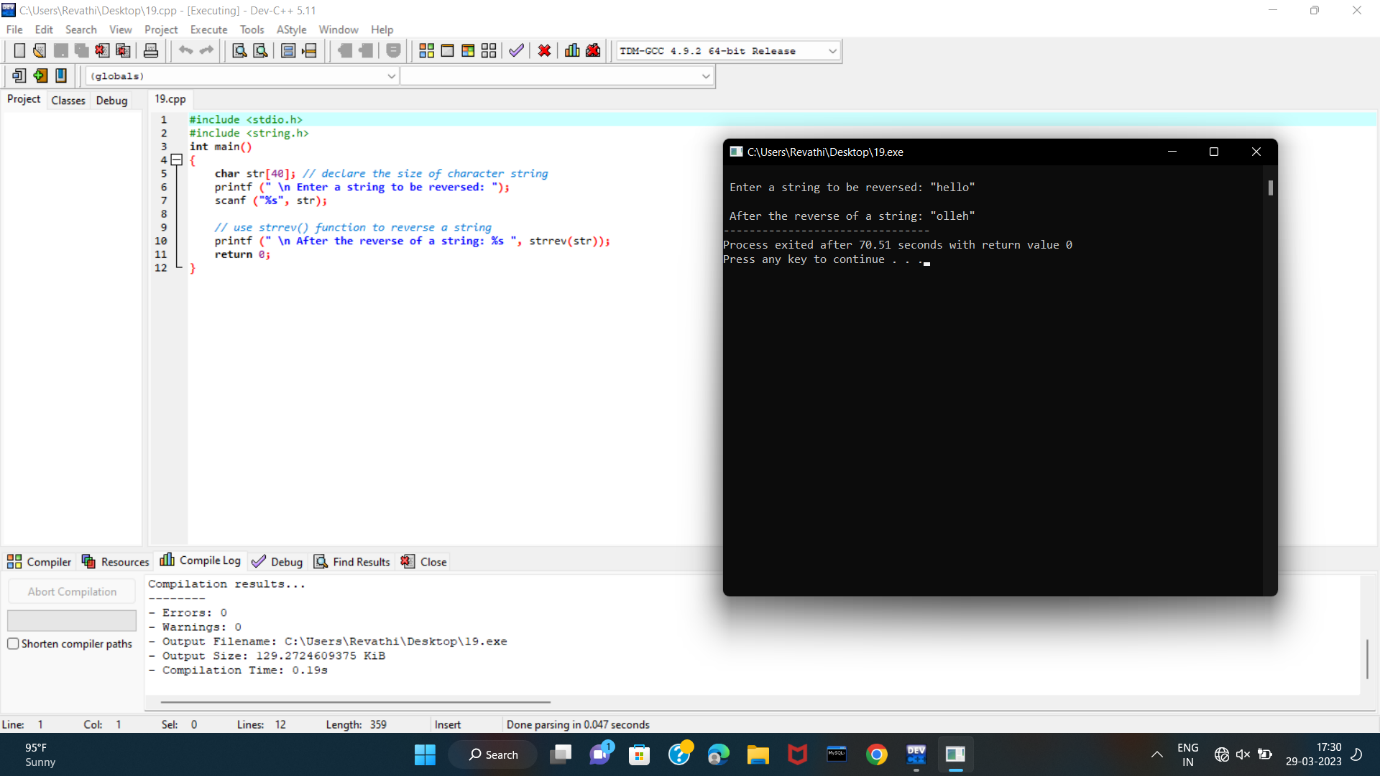 C:\Users\Revathi\Desktop\19.cpp - [Executing] - Dev-C++ 5.11
File Edit Search View Project Execute Tools AStyle Window Help
TDM-GCC 4.9.2 64-bit Release
(globals)
Project Classes Debug 19.cpp
1 #include <stdio.h>
2 #include <string.h>
3 int main()
4 {
5 char str[40]; // declare the size of character string
6 printf (" \n Enter a string to be reversed: ");
7 scanf ("%s", str);
8
9 // use strrev() function to reverse a string
10 printf (" \n After the reverse of a string: %s ", strrev(str));
11 return 0;
12 }
C:\Users\Revathi\Desktop\19.exe
Enter a string to be reversed: "hello"
After the reverse of a string: "olleh"
--------------------------------
Process exited after 70.51 seconds with return value 0
Press any key to continue . . .
Compiler Resources Compile Log Debug Find Results Close
Abort Compilation
Shorten compiler paths
Compilation results...
--------
- Errors: 0
- Warnings: 0
- Output Filename: C:\Users\Revathi\Desktop\19.exe
- Output Size: 129.2724609375 KiB
- Compilation Time: 0.19s
Line: 1 Col: 1 Sel: 0 Lines: 12 Length: 359 Insert Done parsing in 0.047 seconds
95°F
Sunny
Search
1
DEV
ENG
IN
17:30
29-03-2023